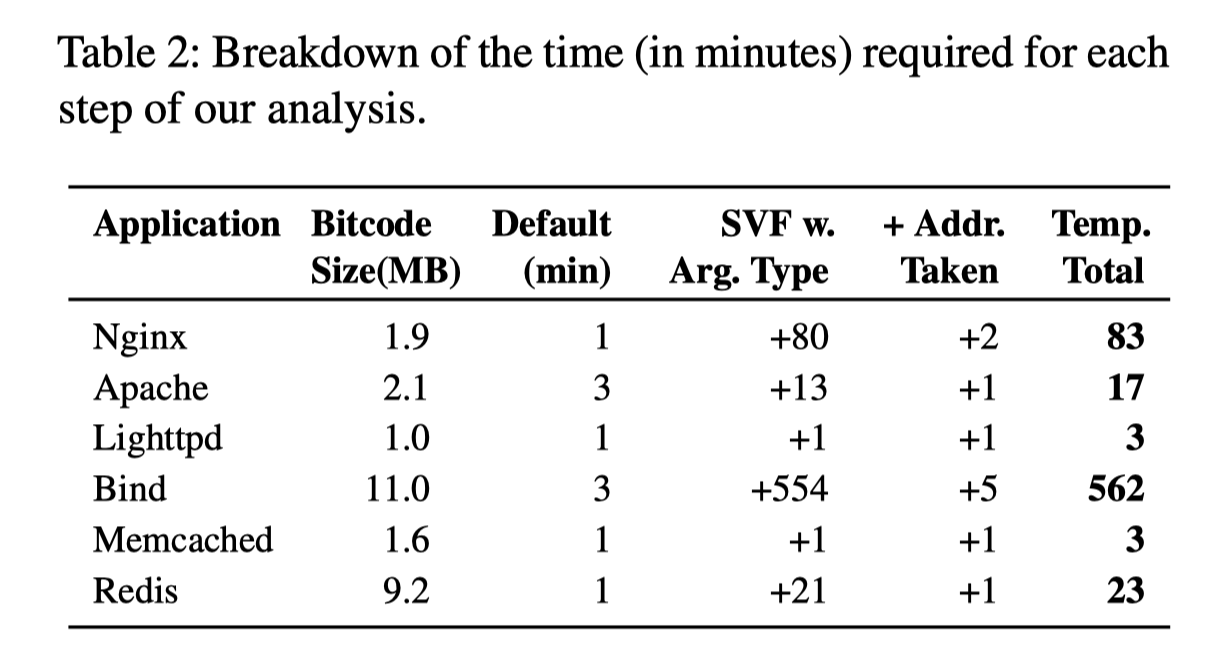 Table 2: Breakdown of the time (in minutes) required for each
step of our analysis.
Application Bitcode Default SVF w. + Addr. Temp.
Size(MB) (min) Arg. Type Taken Total
Nginx 1.9 1 +80 +2 83
Apache 2.1 3 +13 +1 17
Lighttpd 1.0 1 +1 +1 3
Bind 11.0 3 +554 +5 562
Memcached 1.6 1 +1 +1 3
Redis 9.2 1 +21 +1 23